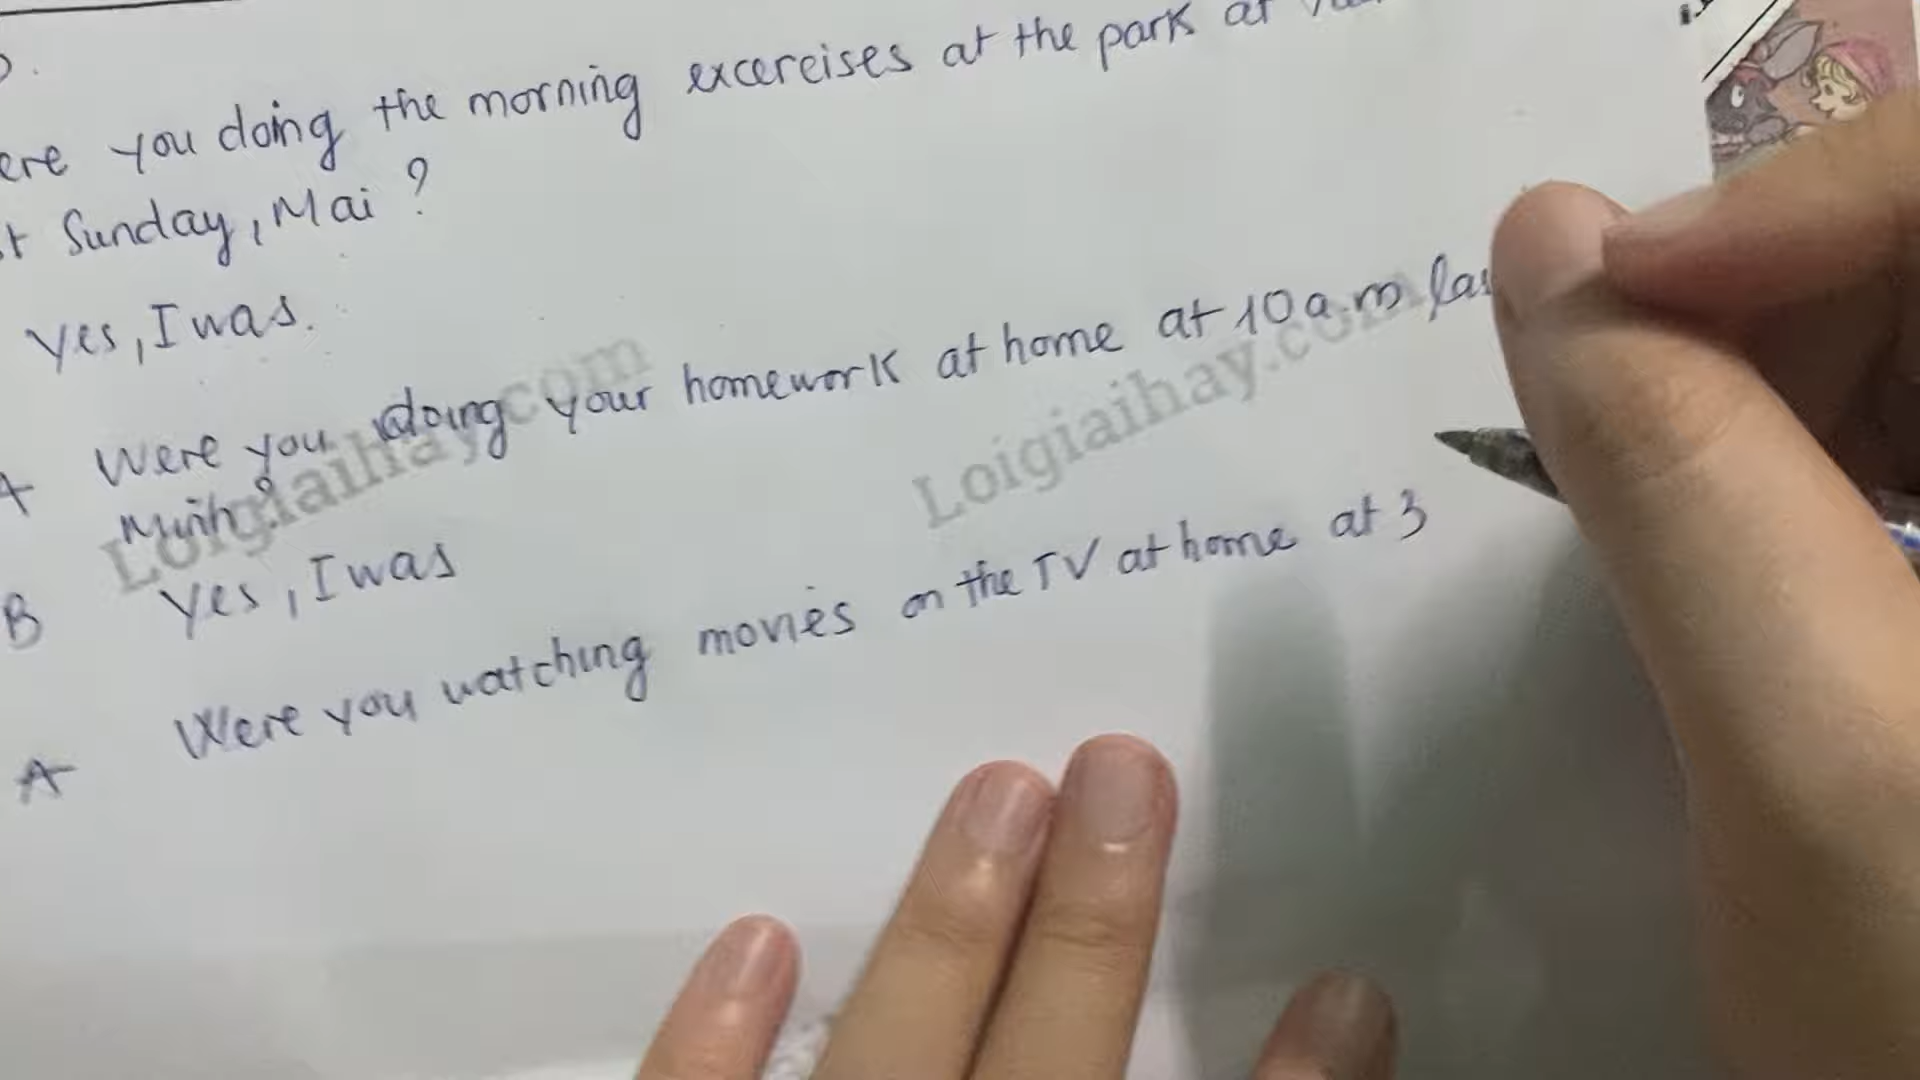 you doing the morning excereises at the park at
Sunday, Mai ?
Yes, I was.
A Were you doing your homework at home at 10 a.m
Minh?
B Yes, I was
A Were you watching movies on the TV at home at 3
Loigiaihay.com
Loigiaihay.com